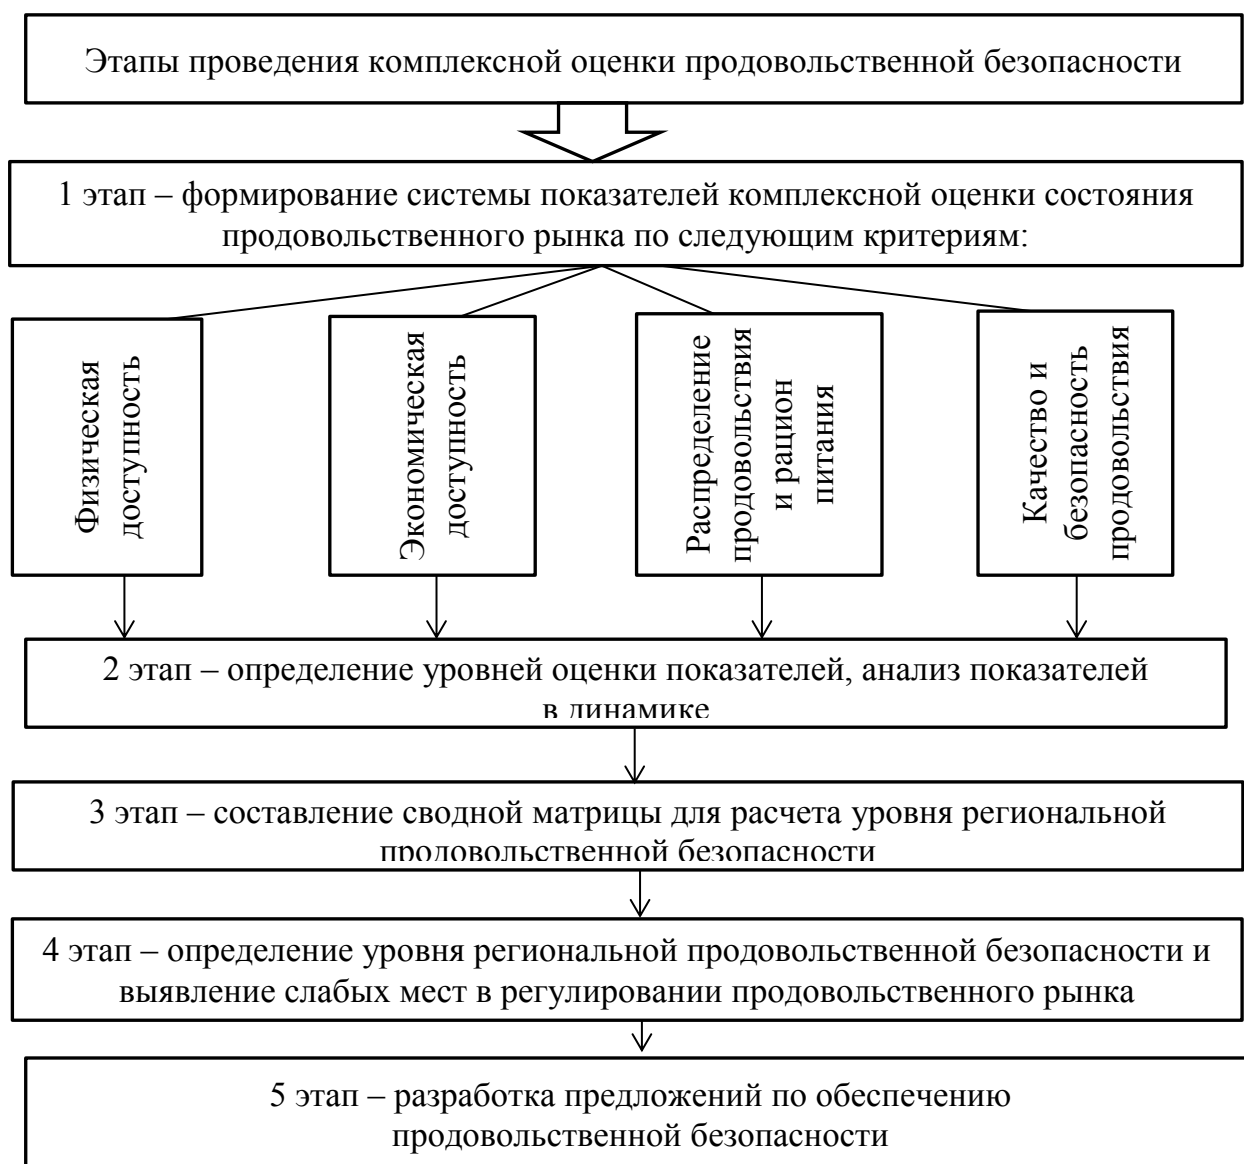 Этапы проведения комплексной оценки продовольственной безопасности
1 этап – формирование системы показателей комплексной оценки состояния
продовольственного рынка по следующим критериям:
Физическая
доступность
Экономическая
доступность
Распределение
продовольствия
и рацион
питания
Качество и
безопасность
продовольствия
2 этап – определение уровней оценки показателей, анализ показателей
в динамике
3 этап – составление сводной матрицы для расчета уровня региональной
продовольственной безопасности
4 этап – определение уровня региональной продовольственной безопасности и
выявление слабых мест в регулировании продовольственного рынка
5 этап – разработка предложений по обеспечению
продовольственной безопасности